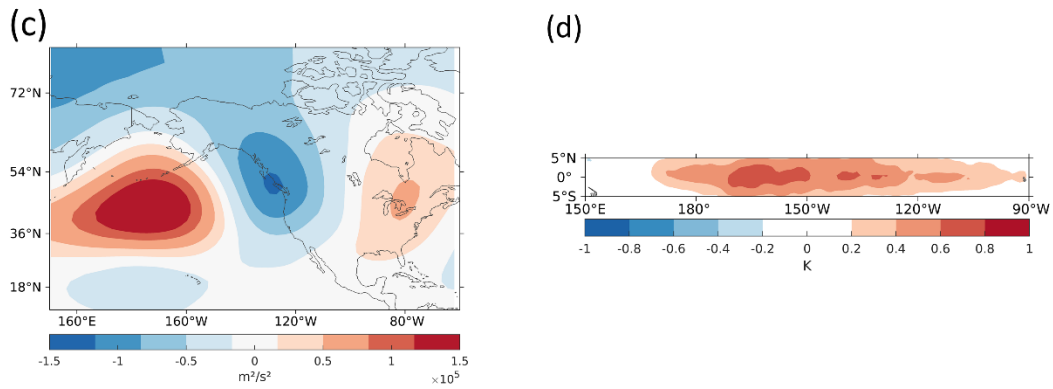 (c)
72°N
54°N
36°N
18°N
160°E 160°W 120°W 80°W
-1.5 -1 -0.5 0 0.5 1 1.5
m²/s² ×10⁵
(d)
5°N
0°
5°S
150°E 180°W 150°W 120°W 90°W
-1 -0.8 -0.6 -0.4 -0.2 0 0.2 0.4 0.6 0.8 1
K